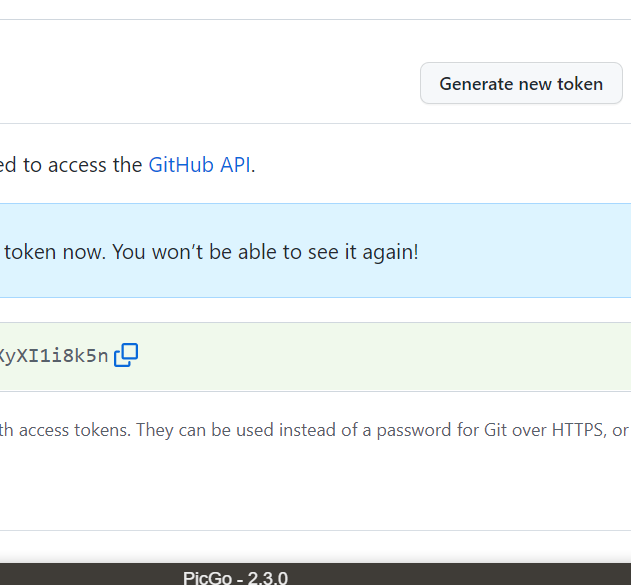 Generate new token
ed to access the GitHub API.
token now. You won't be able to see it again!
XyXI1i8k5n
th access tokens. They can be used instead of a password for Git over HTTPS, or
PicGo - 2.3.0